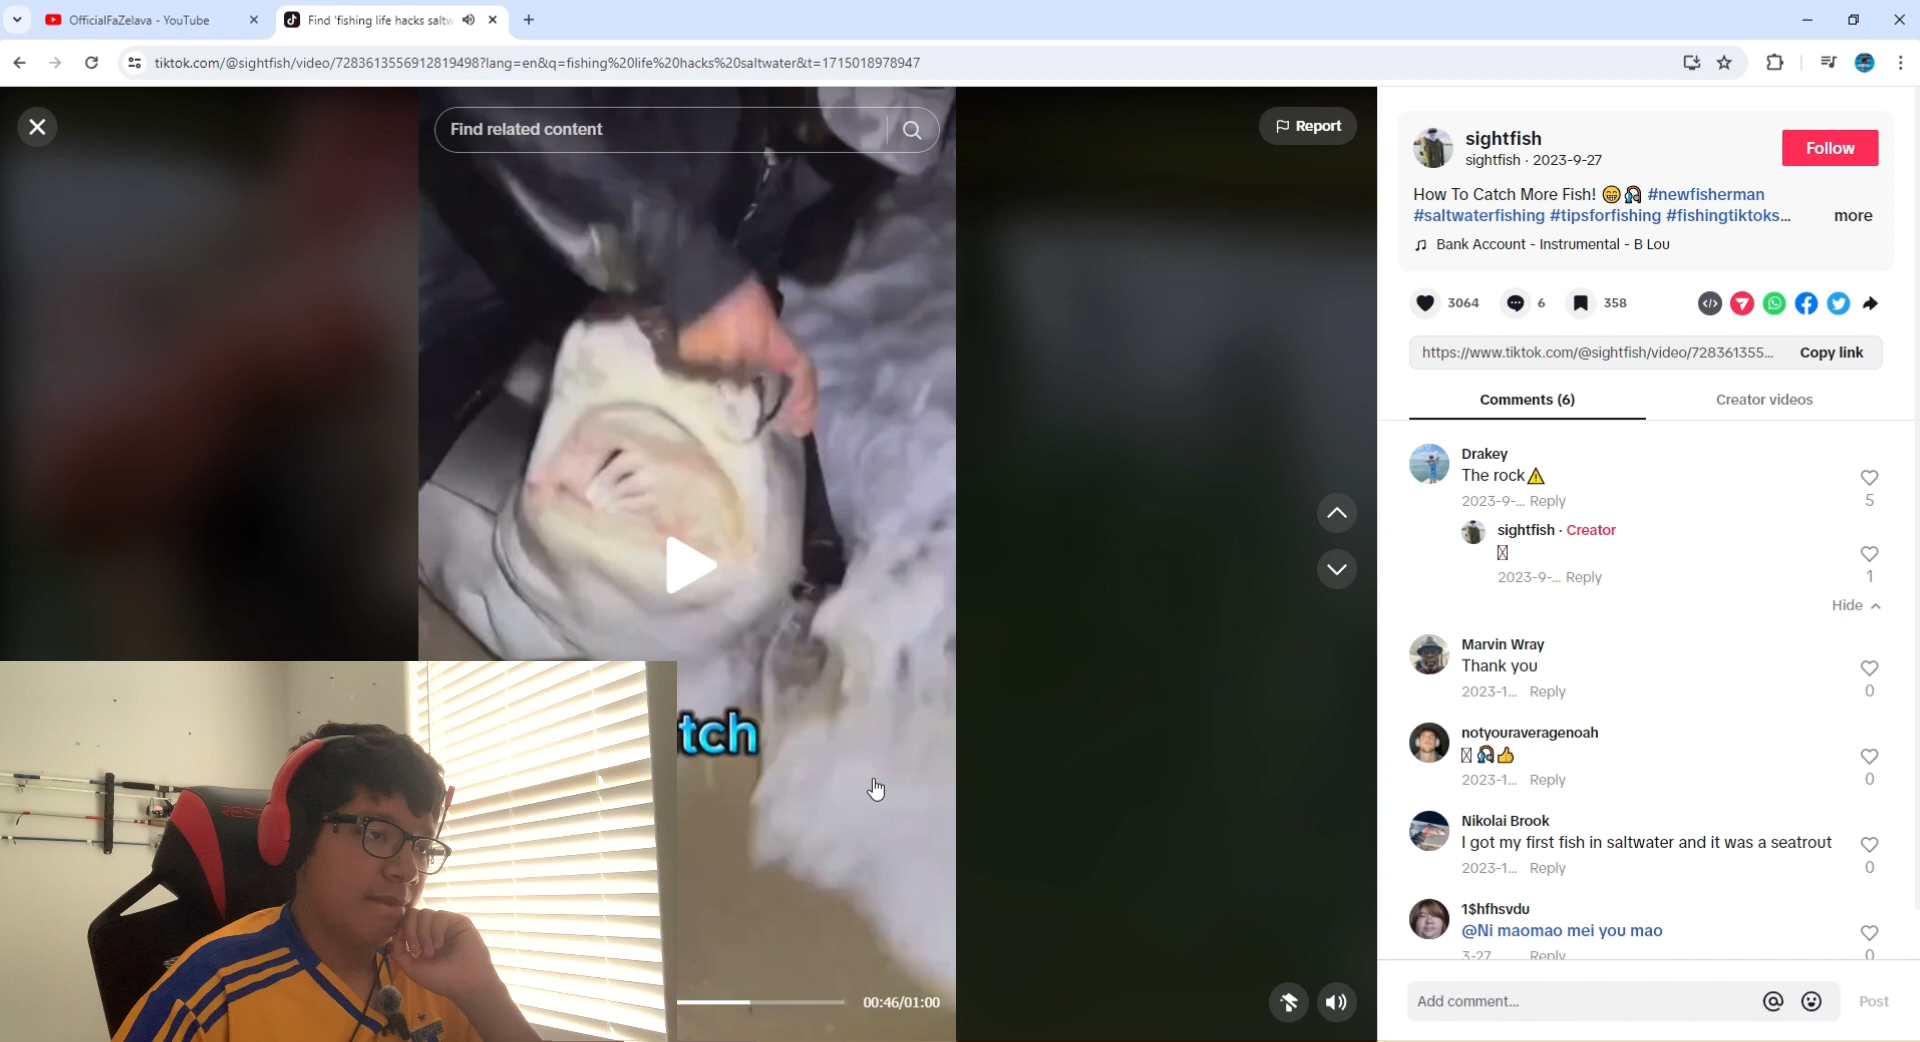 OfficialFaZelava - YouTube
Find 'fishing life hacks saltw
tiktok.com/@sightfish/video/7283613556912819498?lang=en&q=fishing%20life%20hacks%20saltwater&t=1715018978947
Find related content
Report
sightfish
sightfish · 2023-9-27
Follow
How To Catch More Fish! 😁🎣 #newfisherman
#saltwaterfishing #tipsforfishing #fishingtiktoks...
more
Bank Account - Instrumental - B Lou
3064
6
358
https://www.tiktok.com/@sightfish/video/728361355...
Copy link
Comments (6)
Creator videos
Drakey
The rock⚠️
2023-9-... Reply
5
sightfish · Creator
2023-9-... Reply
1
Hide
Marvin Wray
Thank you
2023-1... Reply
0
notyouraveragenoah
🎣👍
2023-1... Reply
0
Nikolai Brook
I got my first fish in saltwater and it was a seatrout
2023-1... Reply
0
1$hfhsvdu
@Ni maomao mei you mao
3-27 Reply
0
tch
00:46/01:00
Add comment...
Post